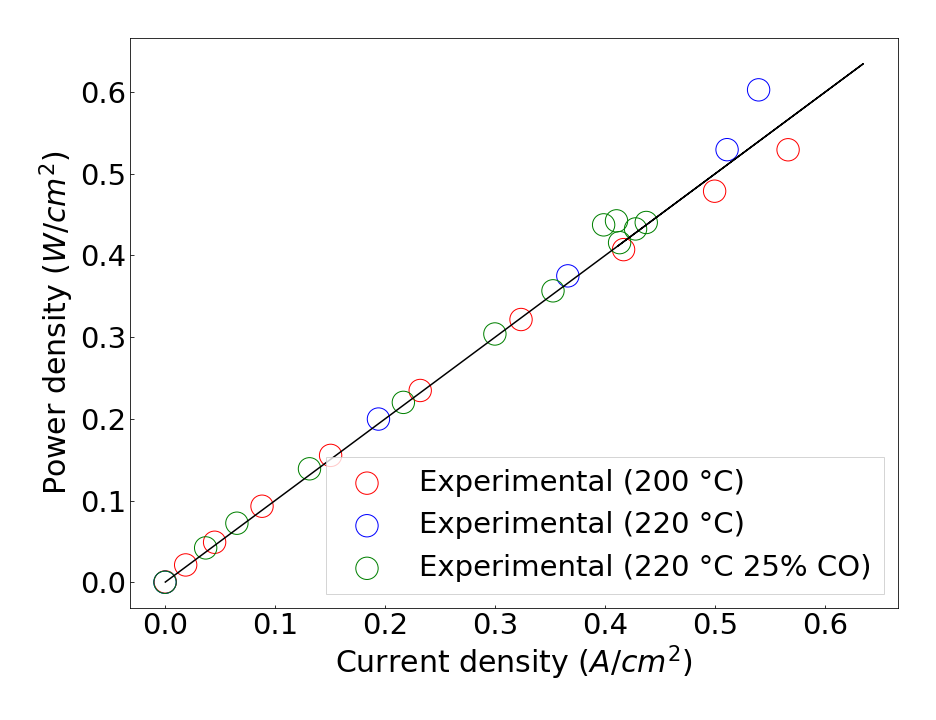 0.6
0.5
0.4
0.3
0.2
0.1
0.0
Power density (W/cm²)
Experimental (200 °C)
Experimental (220 °C)
Experimental (220 °C 25% CO)
0.0 0.1 0.2 0.3 0.4 0.5 0.6
Current density (A/cm²)